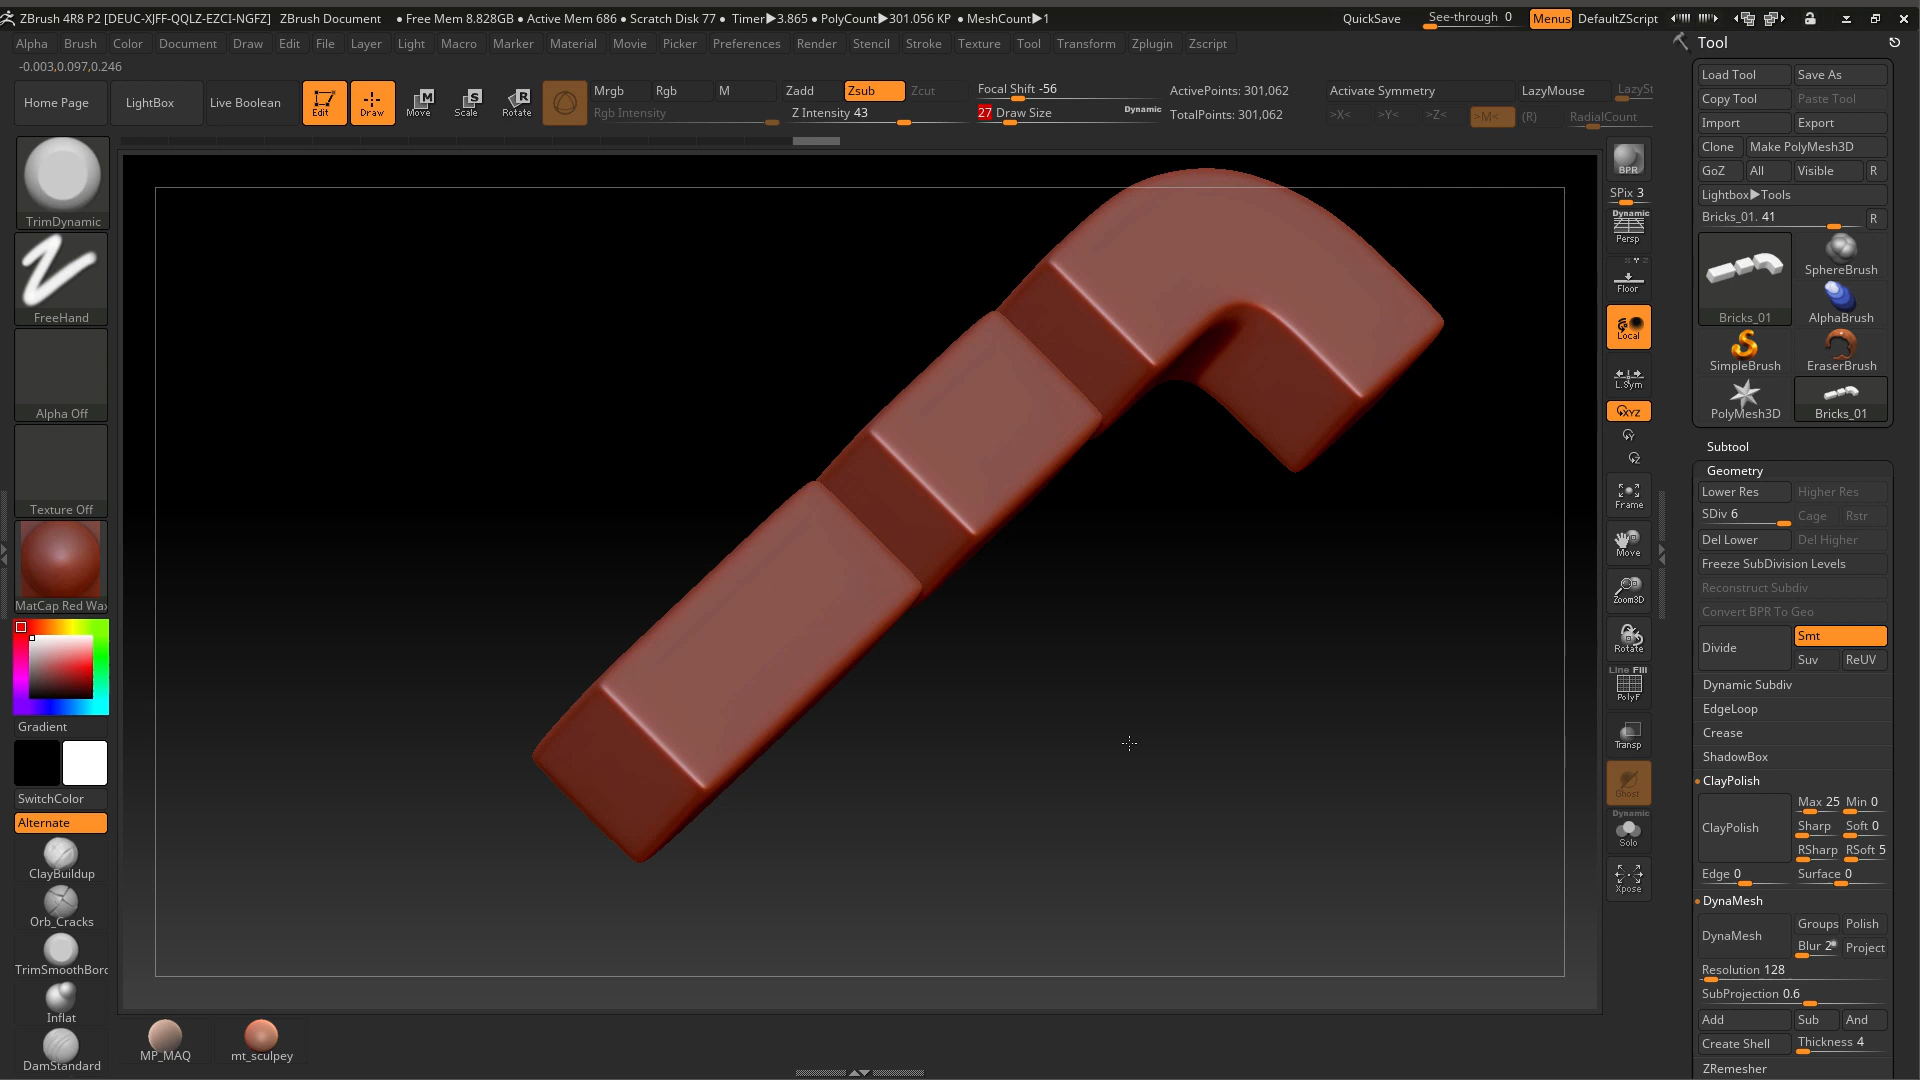 ZBrush 4R8 P2 [DEUC-XJFF-QQLZ-EZCI-NGFZ] ZBrush Document • Free Mem 8.828GB • Active Mem 686 • Scratch Disk 77 • Timer▶3.865 • PolyCount▶301.056 KP • MeshCount▶1 QuickSave See-through 0 Menus DefaultZScript
Alpha Brush Color Document Draw Edit File Layer Light Macro Marker Material Movie Picker Preferences Render Stencil Stroke Texture Tool Transform Zplugin Zscript
-0.003,0.097,0.246
Home Page LightBox Live Boolean Edit Draw Move Scale Rotate
Mrgb Rgb M Zadd Zsub Zcut Focal Shift -56 ActivePoints: 301,062 Activate Symmetry LazyMouse LazySt
Rgb Intensity Z Intensity 43 27 Draw Size Dynamic TotalPoints: 301,062 >X< >Y< >Z< >M< (R) RadialCount
TrimDynamic
FreeHand
Alpha Off
Texture Off
MatCap Red Wax
Gradient
SwitchColor
Alternate
ClayBuildup
Orb_Cracks
TrimSmoothBord
Inflat
DamStandard
MP_MAQ mt_sculpey
BPR
SPix 3
Dynamic
Persp
X Y Z
Floor
Local
L.Sym
XYZ
Y
Z
Frame
Move
Zoom3D
Rotate
Line Fill
PolyF
Transp
Ghost
Dynamic
Solo
Xpose
Tool
Load Tool Save As
Copy Tool Paste Tool
Import Export
Clone Make PolyMesh3D
GoZ All Visible R
Lightbox▶Tools
Bricks_01. 41 R
Bricks_01 SphereBrush
AlphaBrush
SimpleBrush EraserBrush
PolyMesh3D Bricks_01
Subtool
Geometry
Lower Res Higher Res
SDiv 6 Cage Rstr
Del Lower Del Higher
Freeze SubDivision Levels
Reconstruct Subdiv
Convert BPR To Geo
Divide Smt
Suv ReUV
Dynamic Subdiv
EdgeLoop
Crease
ShadowBox
ClayPolish
ClayPolish Max 25 Min 0
Sharp Soft 0
RSharp RSoft 5
Edge 0 Surface 0
DynaMesh
DynaMesh Groups Polish
Blur 2 Project
Resolution 128
SubProjection 0.6
Add Sub And
Create Shell Thickness 4
ZRemesher